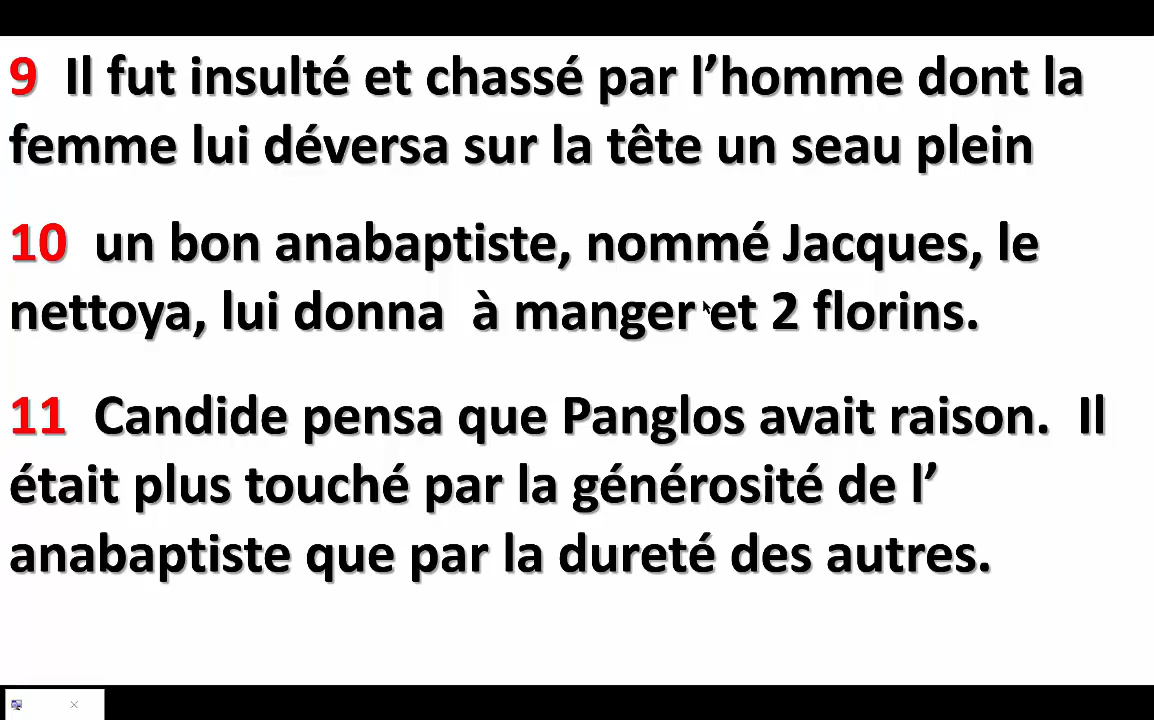 9 Il fut insulté et chassé par l’homme dont la
femme lui déversa sur la tête un seau plein
10 un bon anabaptiste, nommé Jacques, le
nettoya, lui donna à manger et 2 florins.
11 Candide pensa que Panglos avait raison. Il
était plus touché par la générosité de l’
anabaptiste que par la dureté des autres.